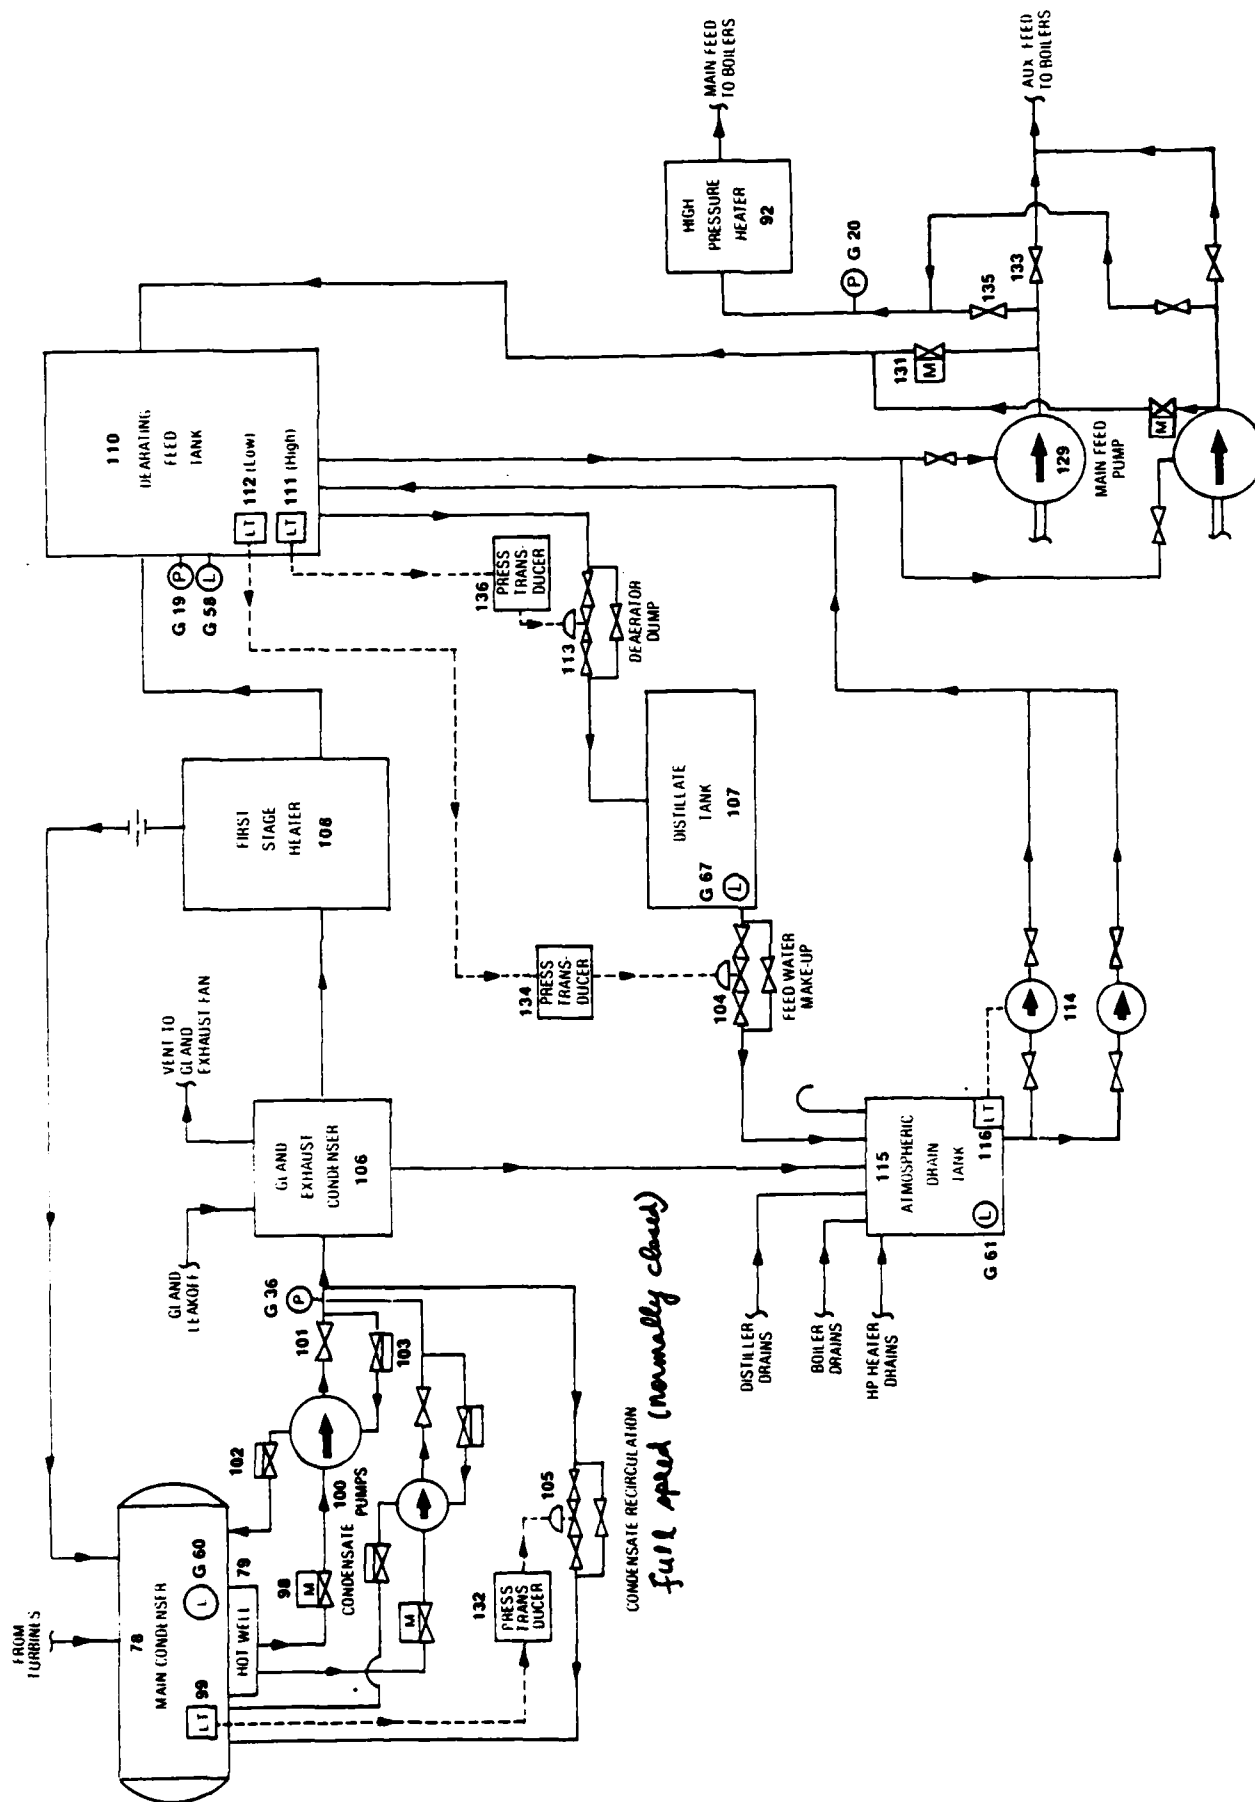 FROM
TURBINES
78
MAIN CONDENSER
LT
99
L
G 60
79
HOT WELL
98
M
CONDENSATE
PUMPS
100
M
102
101
G 36
P
103
132
PRESS
TRANS
DUCER
105
CONDENSATE RECIRCULATION
full speed (normally closed)
GLAND
LEAKOFF
VENT TO
GLAND
EXHAUST FAN
GLAND
EXHAUST
CONDENSER
106
FIRST
STAGE
HEATER
108
110
DEARATING
FEED
TANK
G 19
P
G 58
L
LT
112 (Low)
LT
111 (High)
136
PRESS
TRANS-
DUCER
113
DEAERATOR
DUMP
134
PRESS
TRANS-
DUCER
104
FEED WATER
MAKE-UP
DISTILLATE
TANK
107
G 67
L
DISTILLER
DRAINS
BOILER
DRAINS
HP HEATER
DRAINS
115
ATMOSPHERIC
DRAIN
TANK
116
LT
G 61
L
114
129
MAIN FEED
PUMP
M
131
M
135
133
G 20
P
HIGH
PRESSURE
HEATER
92
MAIN FEED
TO BOILERS
AUX FEED
TO BOILERS